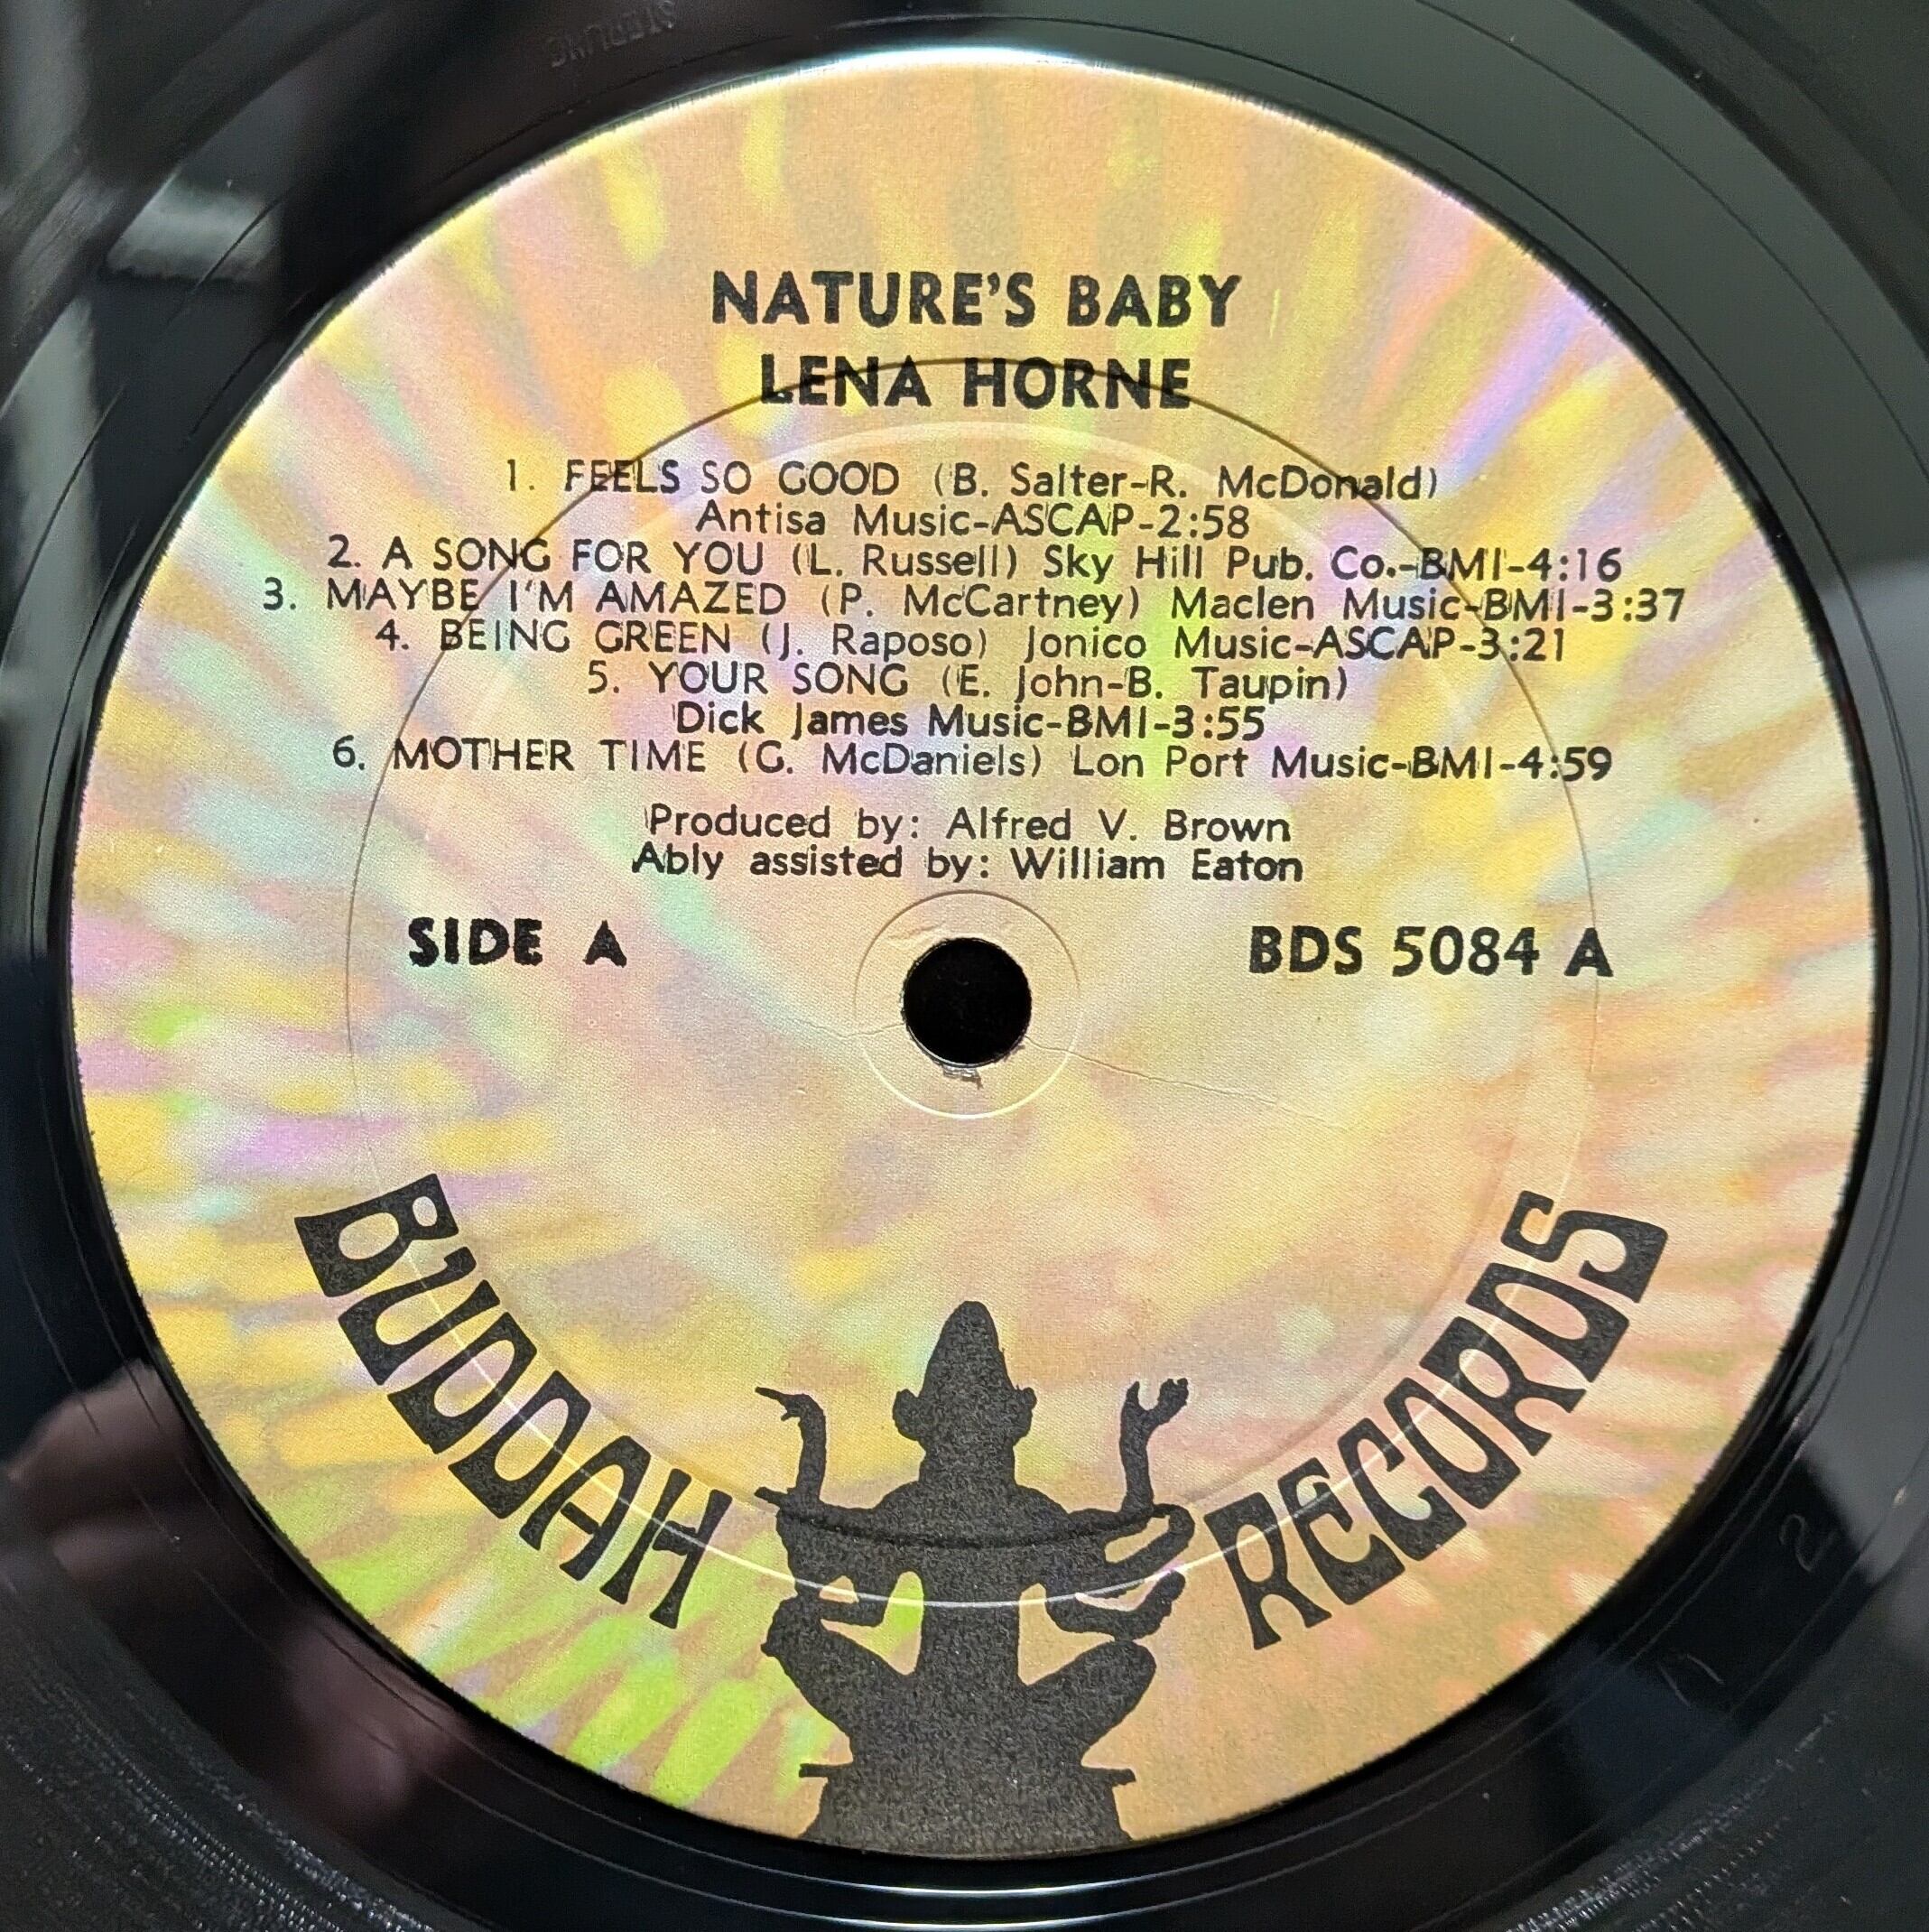 STERLING
NATURE'S BABY
LENA HORNE
1. FEELS SO GOOD (B. Salter-R. McDonald)
Antisa Music-ASCAP-2:58
2. A SONG FOR YOU (L. Russell) Sky Hill Pub. Co.-BMI-4:16
3. MAYBE I'M AMAZED (P. McCartney) Maclen Music-BMI-3:37
4. BEING GREEN (J. Raposo) Jonico Music-ASCAP-3:21
5. YOUR SONG (E. John-B. Taupin)
Dick James Music-BMI-3:55
6. MOTHER TIME (G. McDaniels) Lon Port Music-BMI-4:59
Produced by: Alfred V. Brown
Ably assisted by: William Eaton
SIDE A
BDS 5084 A
BUDDAH RECORDS